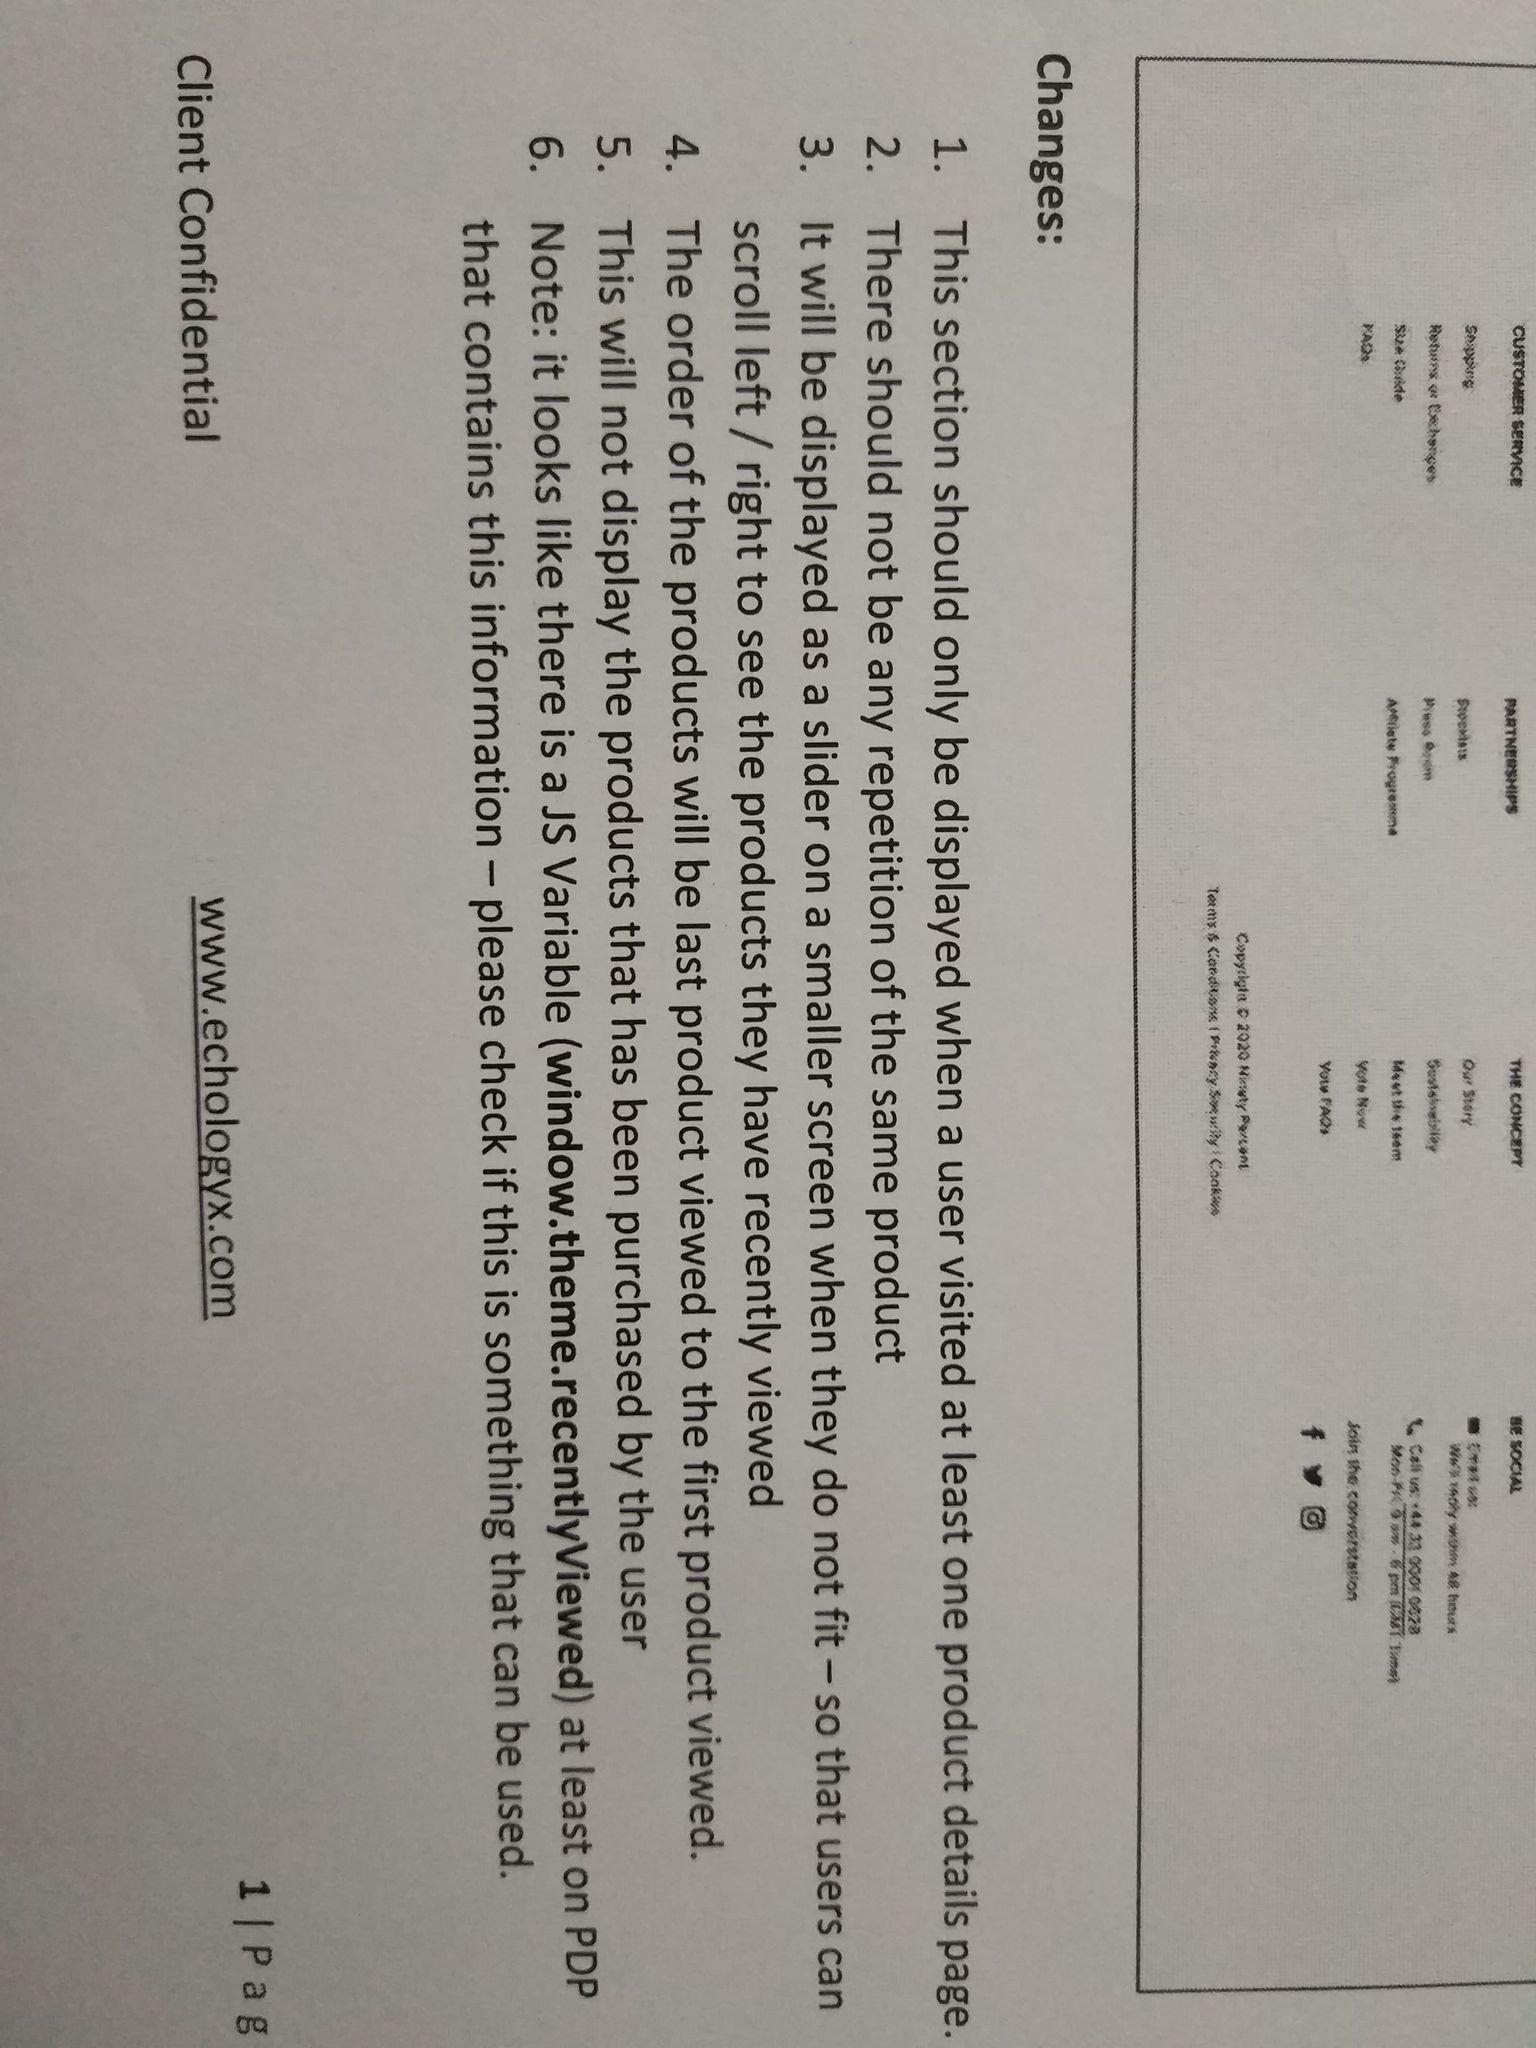 CUSTOMER SERVICE
Shipping
Returns or Exchanges
Size Guide
FAQs
PARTNERSHIPS
Stockists
Press Room
Affiliate Programme
THE CONCEPT
Our Story
Sustainability
Meet the team
Vote Now
Vote FAQs
BE SOCIAL
Email us:
We'll reply within 48 hours
Call us: +44 33 0001 0628
Mon-Fri, 9 am - 6 pm (GMT Time)
Join the converstation
Copyright © 2020 Ninety Percent
Terms & Conditions | Privacy Security | Cookies
Changes:
1. This section should only be displayed when a user visited at least one product details page.
2. There should not be any repetition of the same product
3. It will be displayed as a slider on a smaller screen when they do not fit – so that users can
scroll left / right to see the products they have recently viewed
4. The order of the products will be last product viewed to the first product viewed.
5. This will not display the products that has been purchased by the user
6. Note: it looks like there is a JS Variable (window.theme.recentlyViewed) at least on PDP
that contains this information – please check if this is something that can be used.
1 | P a g
Client Confidential
www.echologyx.com